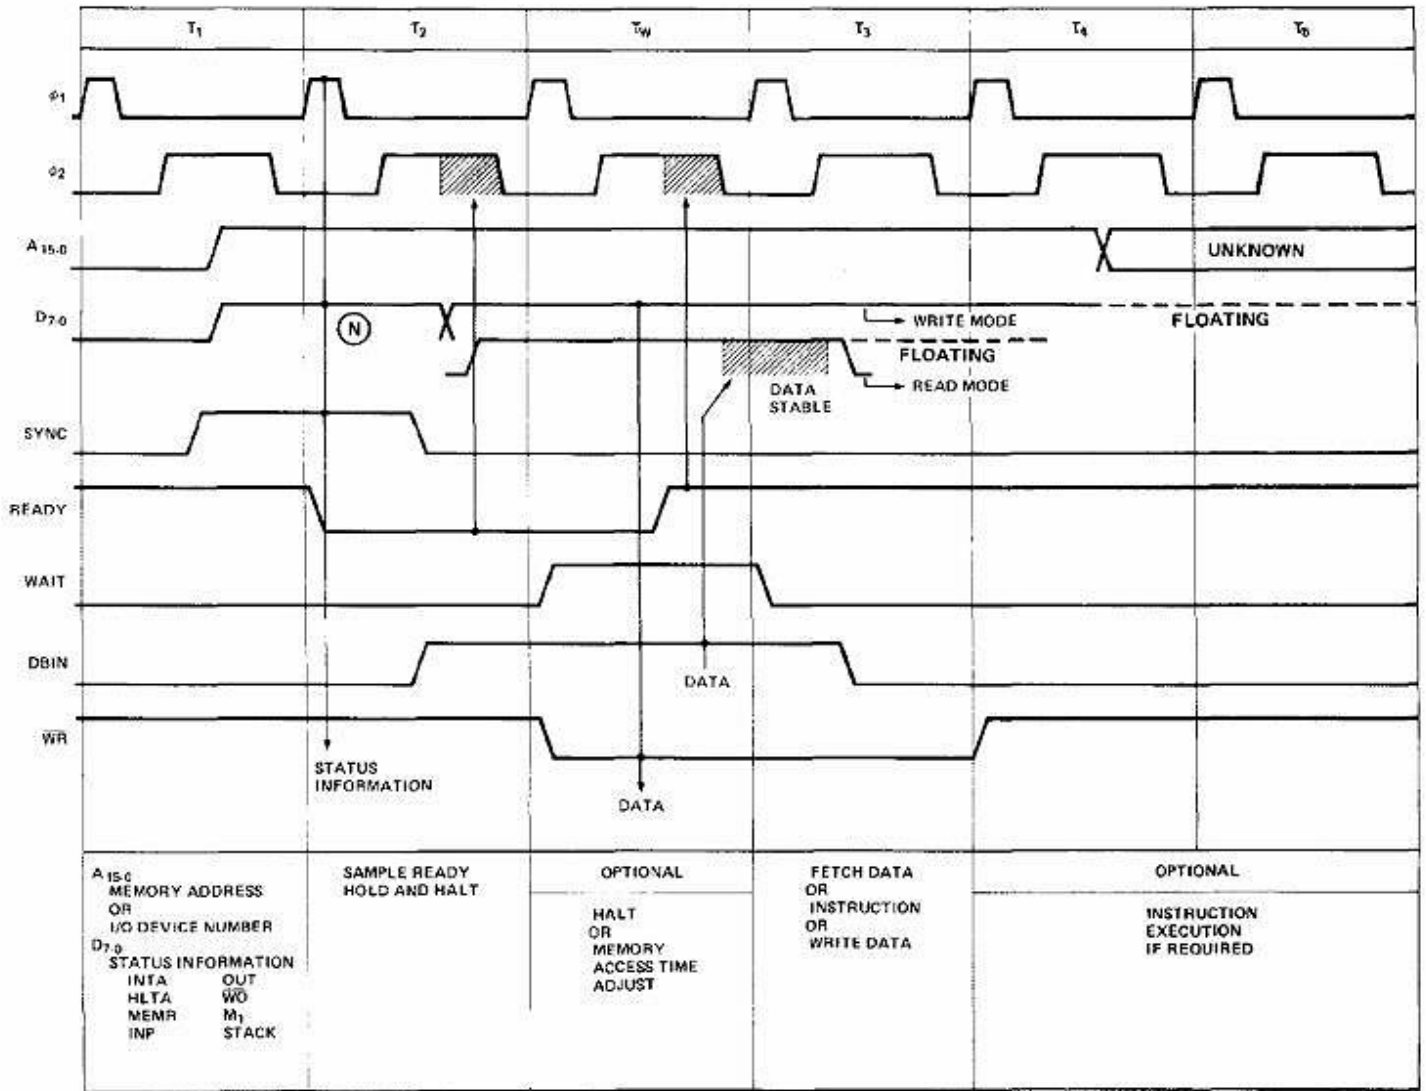 T1 T2 TW T3 T4 T5
φ1
φ2
A15-0
UNKNOWN
D7-0
N
WRITE MODE
FLOATING
FLOATING
READ MODE
DATA
STABLE
SYNC
READY
WAIT
DBIN
DATA
W̅R̅
STATUS
INFORMATION
DATA
A15-0
MEMORY ADDRESS
OR
I/O DEVICE NUMBER
D7-0
STATUS INFORMATION
INTA OUT
HLTA W̅O̅
MEMR M1
INP STACK
SAMPLE READY
HOLD AND HALT
OPTIONAL
HALT
OR
MEMORY
ACCESS TIME
ADJUST
FETCH DATA
OR
INSTRUCTION
OR
WRITE DATA
OPTIONAL
INSTRUCTION
EXECUTION
IF REQUIRED